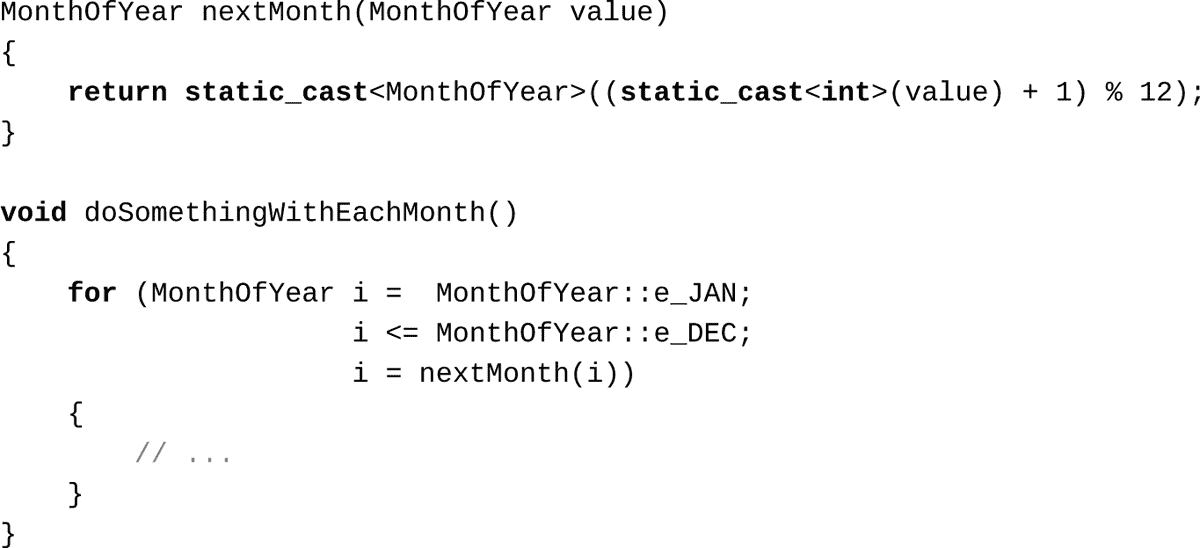 MonthOfYear nextMonth(MonthOfYear value)
{
    return static_cast<MonthOfYear>((static_cast<int>(value) + 1) % 12);
}

void doSomethingWithEachMonth()
{
    for (MonthOfYear i =  MonthOfYear::e_JAN;
                     i <= MonthOfYear::e_DEC;
                     i = nextMonth(i))
    {
        // ...
    }
}